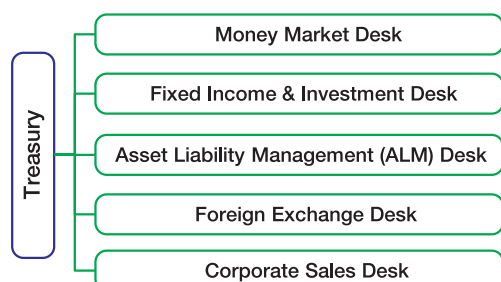 Treasury
Money Market Desk
Fixed Income & Investment Desk
Asset Liability Management (ALM) Desk
Foreign Exchange Desk
Corporate Sales Desk